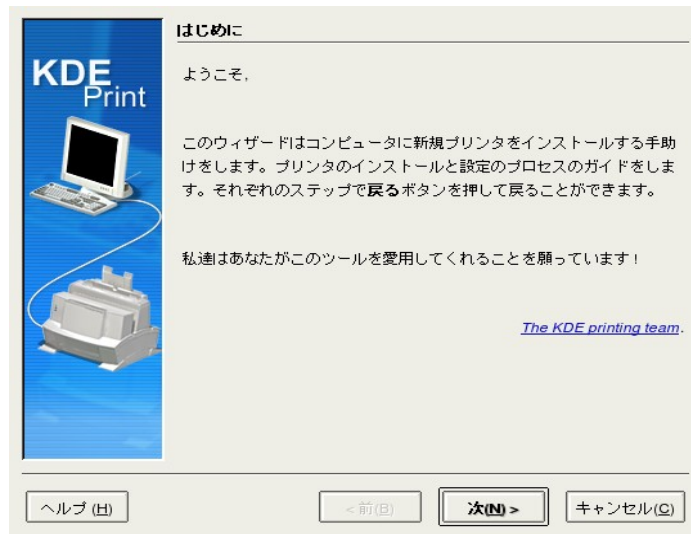 はじめに
KDE
Print
ようこそ,
このウィザードはコンピュータに新規プリンタをインストールする手助
けをします。プリンタのインストールと設定のプロセスのガイドをしま
す。それぞれのステップで戻るボタンを押して戻ることができます。
私達はあなたがこのツールを愛用してくれることを願っています!
The KDE printing team.
ヘルプ (H)
< 前(B)
次(N) >
キャンセル(C)